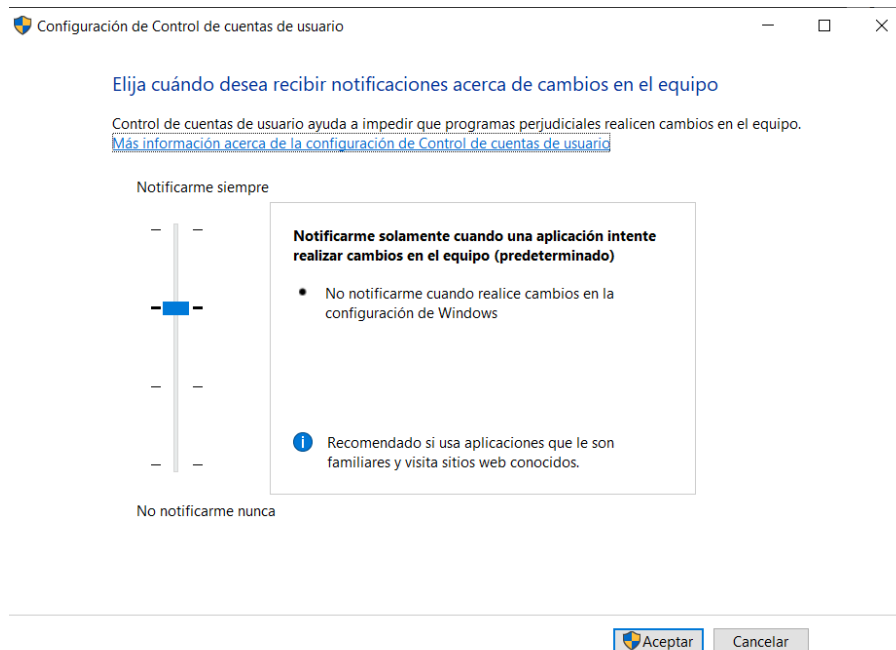 Configuración de Control de cuentas de usuario
Elija cuándo desea recibir notificaciones acerca de cambios en el equipo
Control de cuentas de usuario ayuda a impedir que programas perjudiciales realicen cambios en el equipo.
Más información acerca de la configuración de Control de cuentas de usuario
Notificarme siempre
Notificarme solamente cuando una aplicación intente
realizar cambios en el equipo (predeterminado)
No notificarme cuando realice cambios en la
configuración de Windows
Recomendado si usa aplicaciones que le son
familiares y visita sitios web conocidos.
No notificarme nunca
Aceptar Cancelar